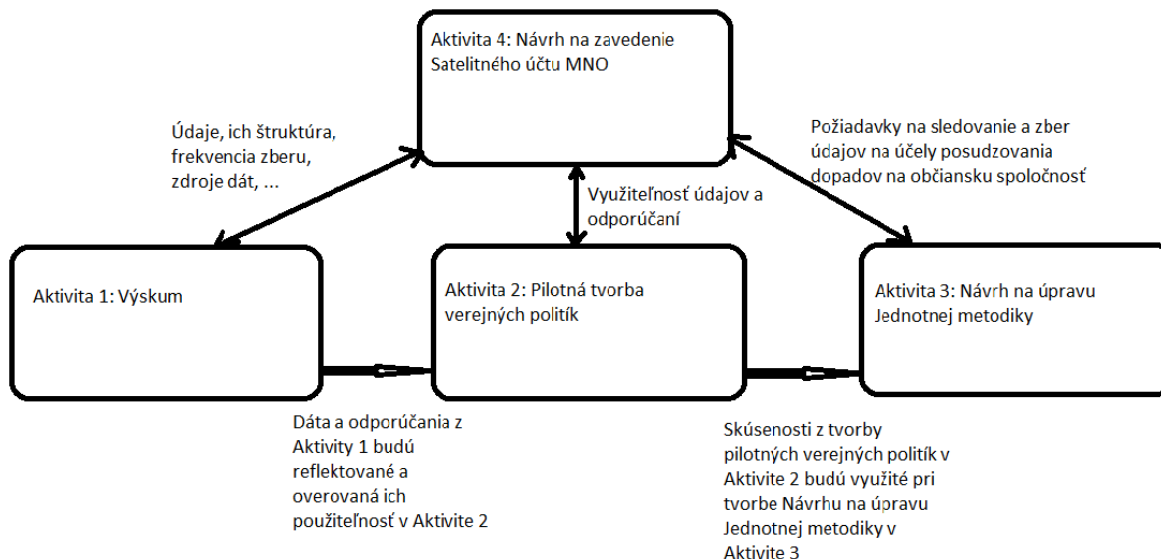 Aktivita 4: Návrh na zavedenie
Satelitného účtu MNO
Údaje, ich štruktúra,
frekvencia zberu,
zdroje dát, ...
Požiadavky na sledovanie a zber
údajov na účely posudzovania
dopadov na občiansku spoločnosť
Využiteľnosť údajov a
odporúčaní
Aktivita 1: Výskum
Aktivita 2: Pilotná tvorba
verejných politík
Aktivita 3: Návrh na úpravu
Jednotnej metodiky
Dáta a odporúčania z
Aktivity 1 budú
reflektované a
overovaná ich
použiteľnosť v Aktivite 2
Skúsenosti z tvorby
pilotných verejných politík v
Aktivite 2 budú využité pri
tvorbe Návrhu na úpravu
Jednotnej metodiky v
Aktivite 3